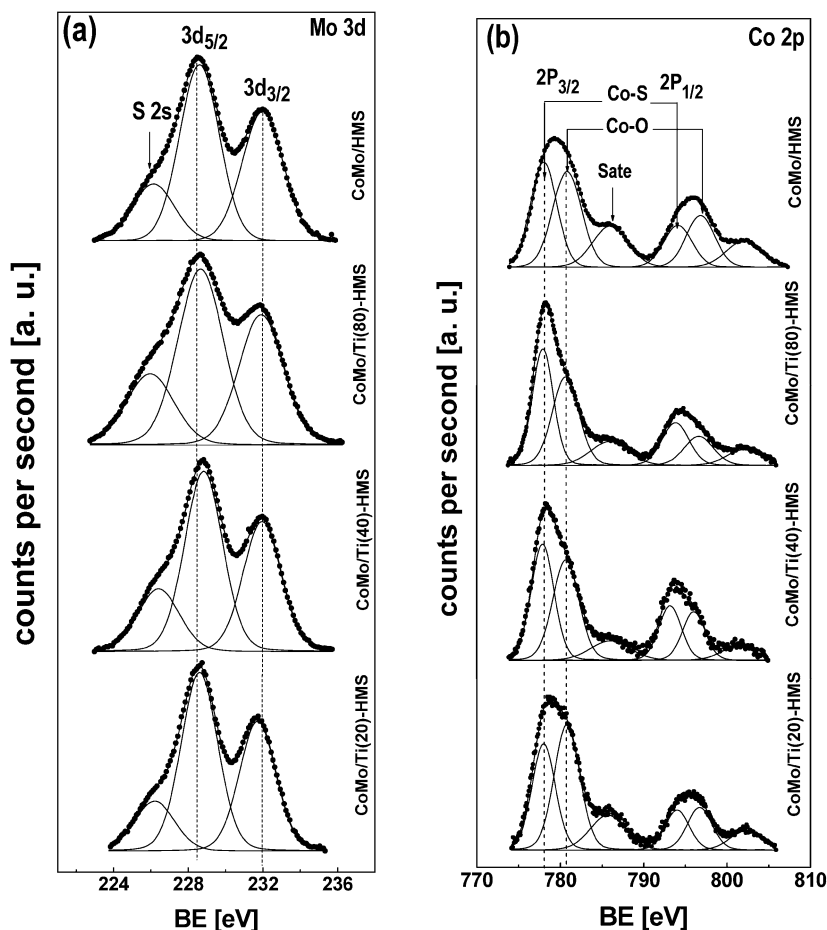 (a)
Mo 3d
3d5/2
3d3/2
S 2s
CoMo/HMS
CoMo/Ti(80)-HMS
CoMo/Ti(40)-HMS
CoMo/Ti(20)-HMS
counts per second [a. u.]
224 228 232 236
BE [eV]
(b)
Co 2p
2P3/2
Co-S
2P1/2
Co-O
Sate
CoMo/HMS
CoMo/Ti(80)-HMS
CoMo/Ti(40)-HMS
CoMo/Ti(20)-HMS
counts per second [a. u.]
770 780 790 800 810
BE [eV]